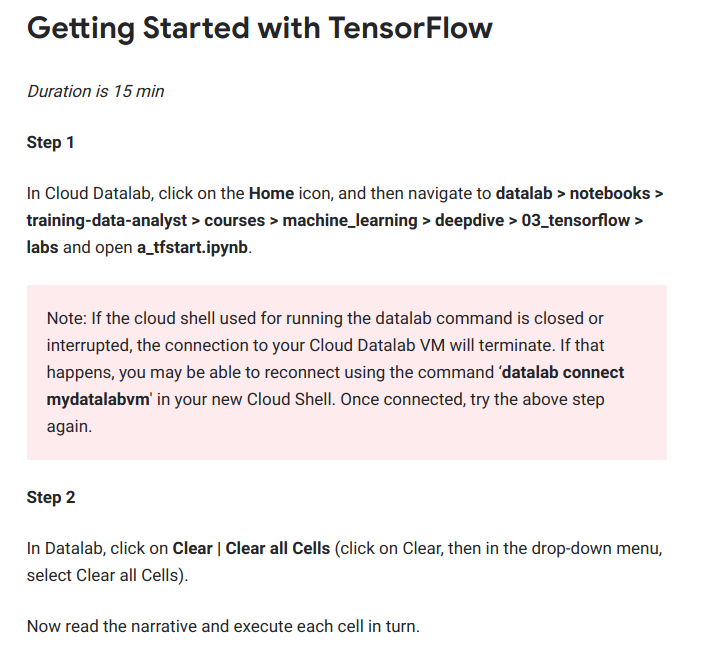 Getting Started with TensorFlow
Duration is 15 min
Step 1
In Cloud Datalab, click on the Home icon, and then navigate to datalab > notebooks >
training-data-analyst > courses > machine_learning > deepdive > 03_tensorflow >
labs and open a_tfstart.ipynb.
Note: If the cloud shell used for running the datalab command is closed or
interrupted, the connection to your Cloud Datalab VM will terminate. If that
happens, you may be able to reconnect using the command ‘datalab connect
mydatalabvm' in your new Cloud Shell. Once connected, try the above step
again.
Step 2
In Datalab, click on Clear | Clear all Cells (click on Clear, then in the drop-down menu,
select Clear all Cells).
Now read the narrative and execute each cell in turn.